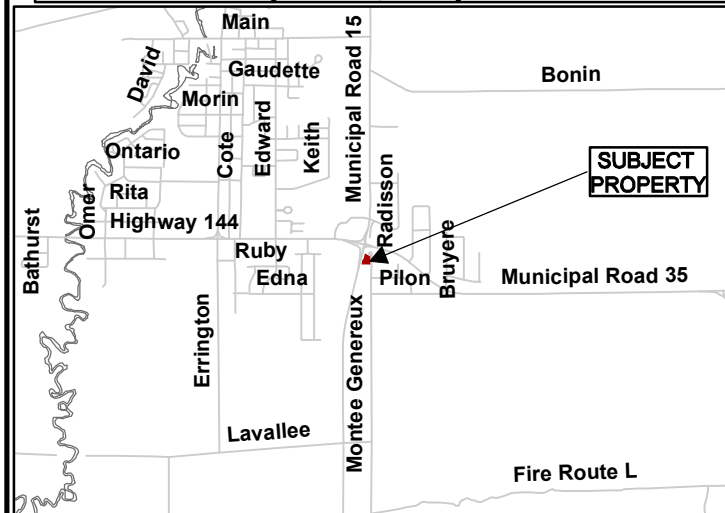 Main
David
Gaudette
Municipal Road 15
Bonin
Morin
Cote
Edward
Keith
Ontario
SUBJECT
PROPERTY
Radisson
Rita
Omer
Highway 144
Bathurst
Ruby
Edna
Pilon
Bruyere
Municipal Road 35
Errington
Montee Genereux
Lavallee
Fire Route L